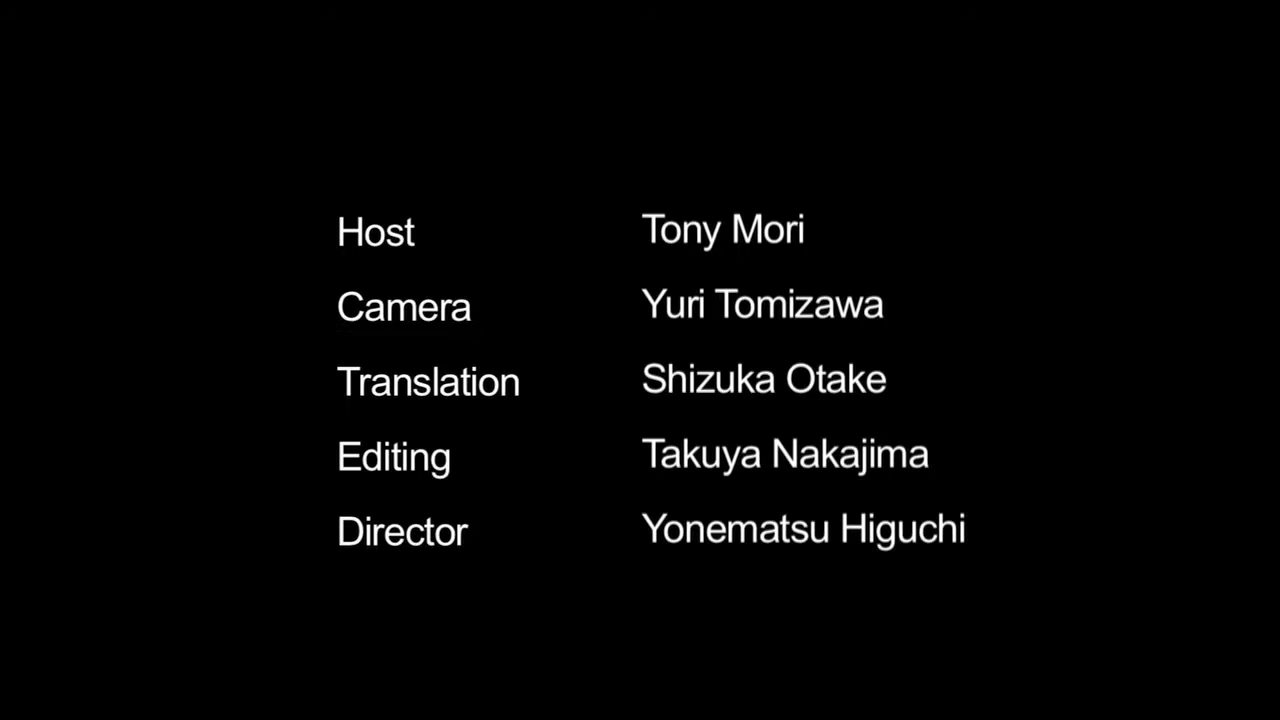 Host Tony Mori
Camera Yuri Tomizawa
Translation Shizuka Otake
Editing Takuya Nakajima
Director Yonematsu Higuchi